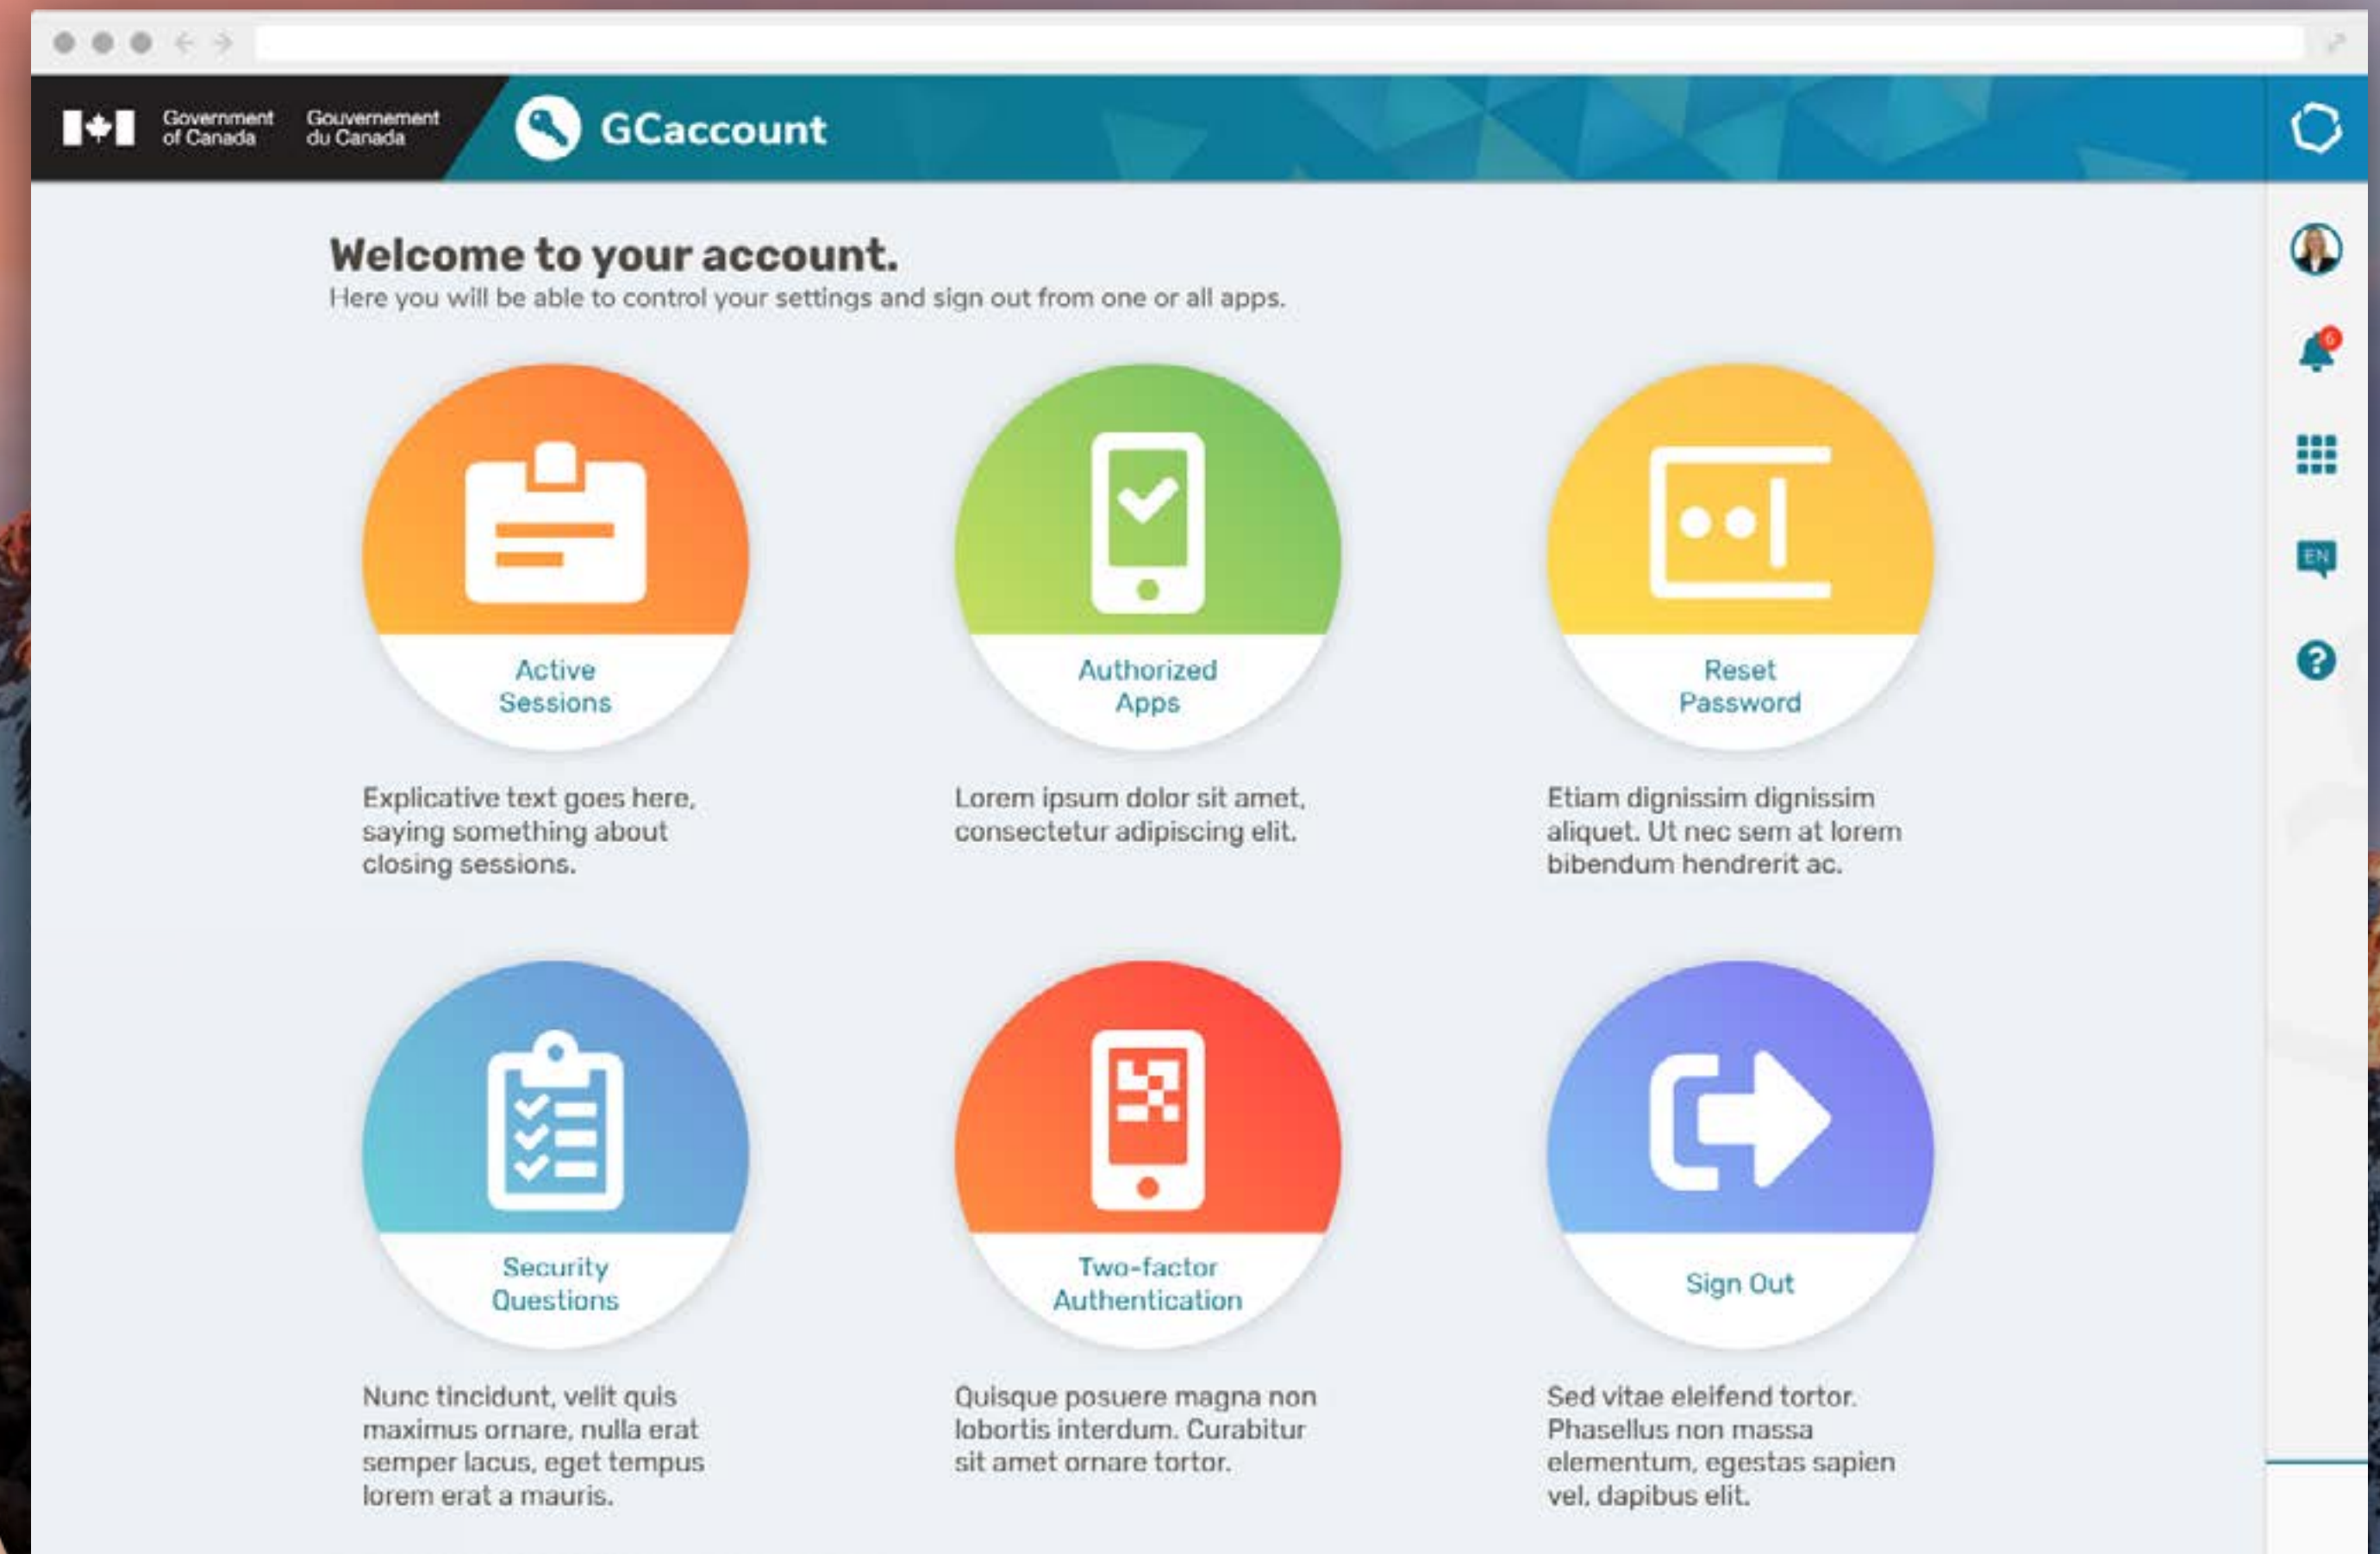 Government
of Canada
Gouvernement
du Canada
GCaccount
Welcome to your account.
Here you will be able to control your settings and sign out from one or all apps.
6
EN
?
Active
Sessions
Authorized
Apps
Reset
Password
Explicative text goes here,
saying something about
closing sessions.
Lorem ipsum dolor sit amet,
consectetur adipiscing elit.
Etiam dignissim dignissim
aliquet. Ut nec sem at lorem
bibendum hendrerit ac.
Security
Questions
Two-factor
Authentication
Sign Out
Nunc tincidunt, velit quis
maximus ornare, nulla erat
semper lacus, eget tempus
lorem erat a mauris.
Quisque posuere magna non
lobortis interdum. Curabitur
sit amet ornare tortor.
Sed vitae eleifend tortor.
Phasellus non massa
elementum, egestas sapien
vel, dapibus elit.